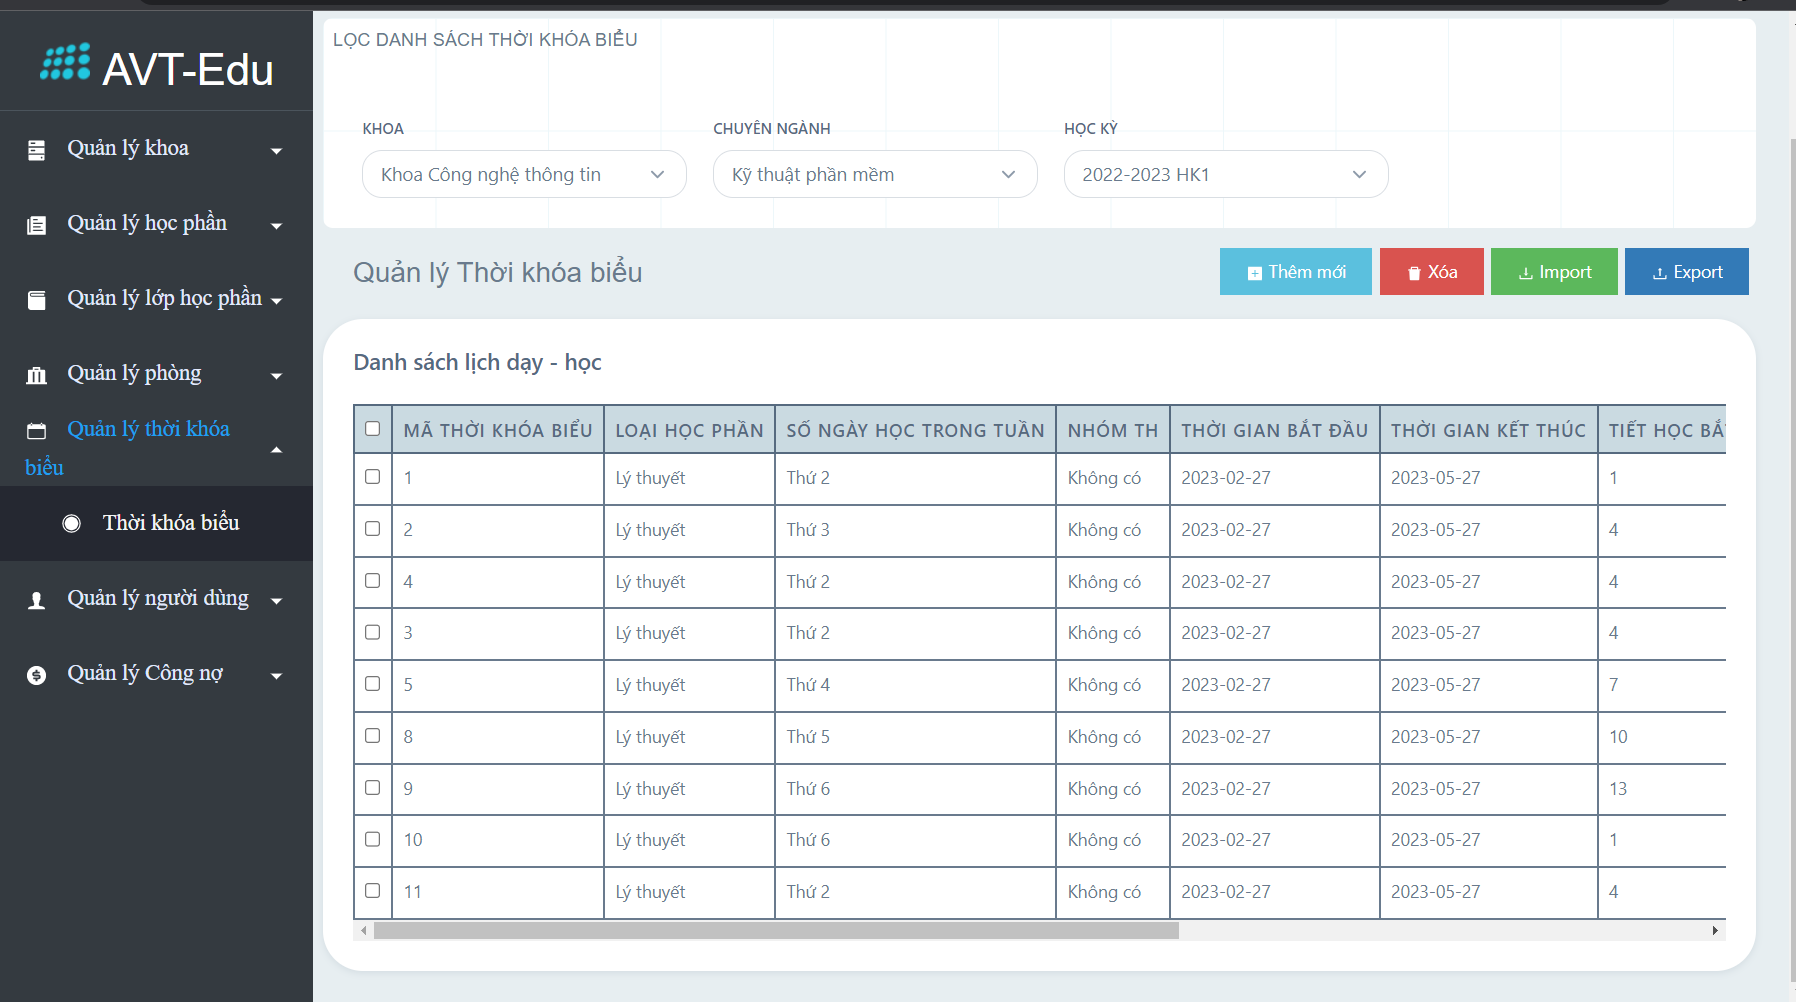 AVT-Edu
Quản lý khoa
Quản lý học phần
Quản lý lớp học phần
Quản lý phòng
Quản lý thời khóa
biểu
Thời khóa biểu
Quản lý người dùng
Quản lý Công nợ
LỌC DANH SÁCH THỜI KHÓA BIỂU
KHOA CHUYÊN NGÀNH HỌC KỲ
Khoa Công nghệ thông tin Kỹ thuật phần mềm 2022-2023 HK1
Quản lý Thời khóa biểu Thêm mới Xóa Import Export
Danh sách lịch dạy - học
MÃ THỜI KHÓA BIỂU LOẠI HỌC PHẦN SỐ NGÀY HỌC TRONG TUẦN NHÓM TH THỜI GIAN BẮT ĐẦU THỜI GIAN KẾT THÚC TIẾT HỌC
1 Lý thuyết Thứ 2 Không có 2023-02-27 2023-05-27 1
2 Lý thuyết Thứ 3 Không có 2023-02-27 2023-05-27 4
4 Lý thuyết Thứ 2 Không có 2023-02-27 2023-05-27 4
3 Lý thuyết Thứ 2 Không có 2023-02-27 2023-05-27 4
5 Lý thuyết Thứ 4 Không có 2023-02-27 2023-05-27 7
8 Lý thuyết Thứ 5 Không có 2023-02-27 2023-05-27 10
9 Lý thuyết Thứ 6 Không có 2023-02-27 2023-05-27 13
10 Lý thuyết Thứ 6 Không có 2023-02-27 2023-05-27 1
11 Lý thuyết Thứ 2 Không có 2023-02-27 2023-05-27 4